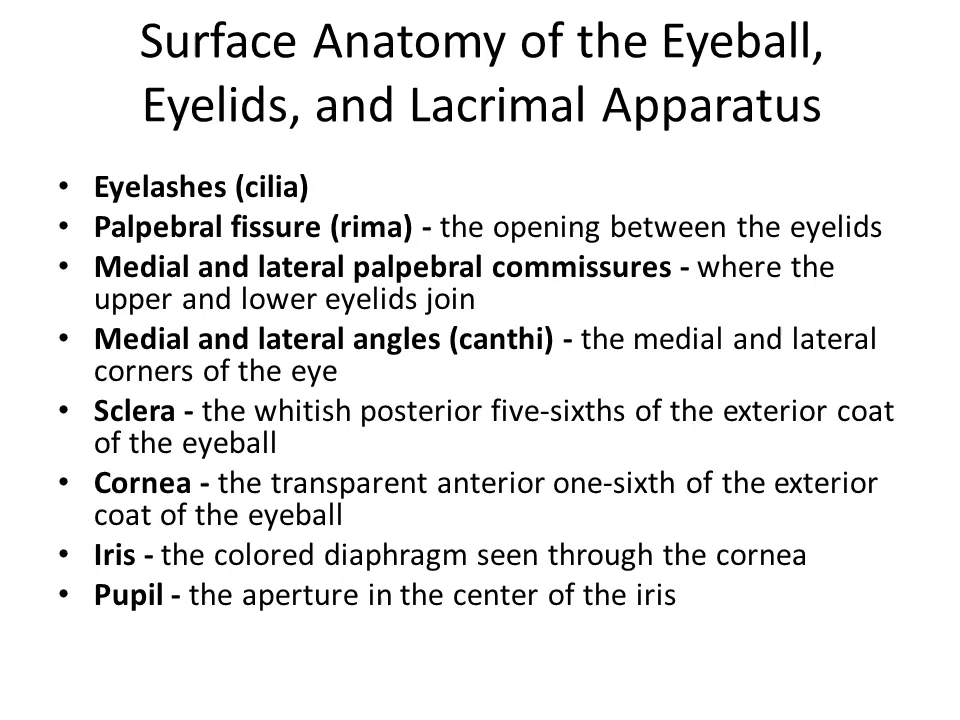 Surface Anatomy of the Eyeball,
Eyelids, and Lacrimal Apparatus
• Eyelashes (cilia)
• Palpebral fissure (rima) - the opening between the eyelids
• Medial and lateral palpebral commissures - where the
upper and lower eyelids join
• Medial and lateral angles (canthi) - the medial and lateral
corners of the eye
• Sclera - the whitish posterior five-sixths of the exterior coat
of the eyeball
• Cornea - the transparent anterior one-sixth of the exterior
coat of the eyeball
• Iris - the colored diaphragm seen through the cornea
• Pupil - the aperture in the center of the iris